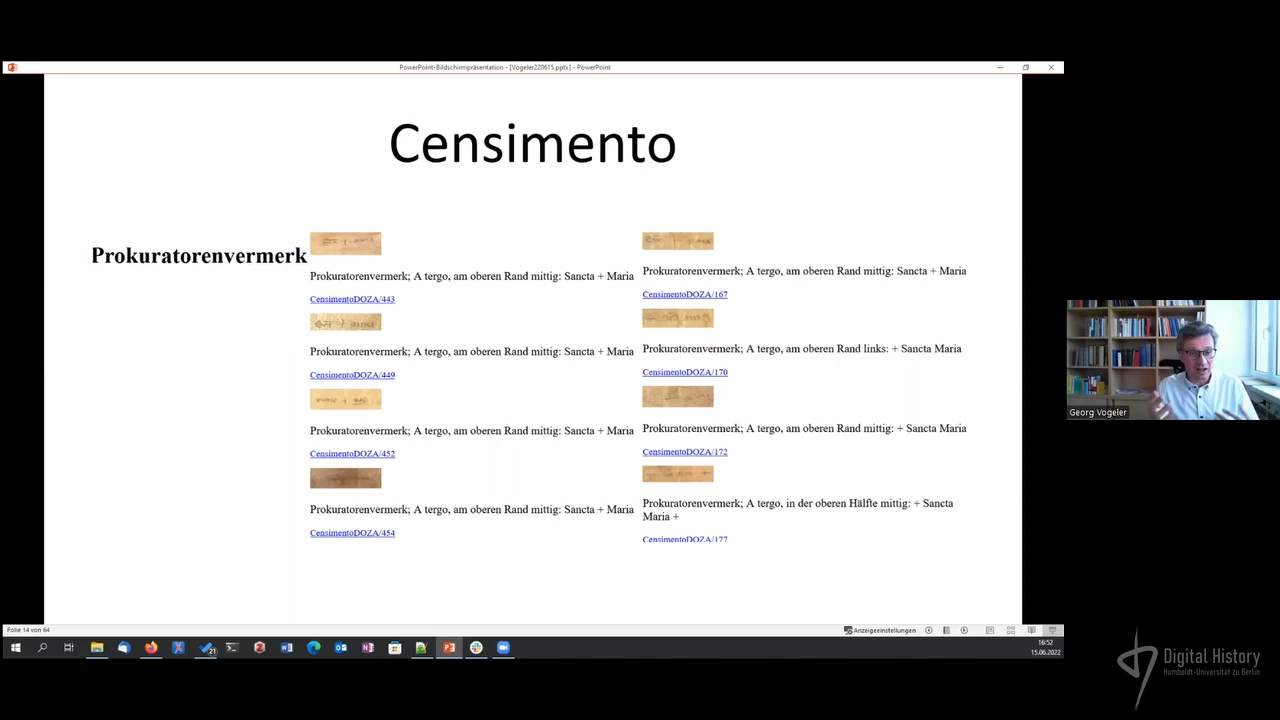 PowerPoint-Bildschirmpräsentation - [Vogeler220615.pptx] - PowerPoint
Censimento
Prokuratorenvermerk
Prokuratorenvermerk; A tergo, am oberen Rand mittig: Sancta + Maria
CensimentoDOZA/443
Prokuratorenvermerk; A tergo, am oberen Rand mittig: Sancta + Maria
CensimentoDOZA/449
Prokuratorenvermerk; A tergo, am oberen Rand mittig: Sancta + Maria
CensimentoDOZA/452
Prokuratorenvermerk; A tergo, am oberen Rand mittig: Sancta + Maria
CensimentoDOZA/454
Prokuratorenvermerk; A tergo, am oberen Rand mittig: Sancta + Maria
CensimentoDOZA/167
Prokuratorenvermerk; A tergo, am oberen Rand links: + Sancta Maria
CensimentoDOZA/170
Prokuratorenvermerk; A tergo, am oberen Rand mittig: + Sancta Maria
CensimentoDOZA/172
Prokuratorenvermerk; A tergo, in der oberen Hälfte mittig: + Sancta
Maria +
CensimentoDOZA/177
Georg Vogeler
Folie 14 von 64
Anzeigeeinstellungen
21
16:52
15.06.2022
Digital History
Humboldt-Universität zu Berlin